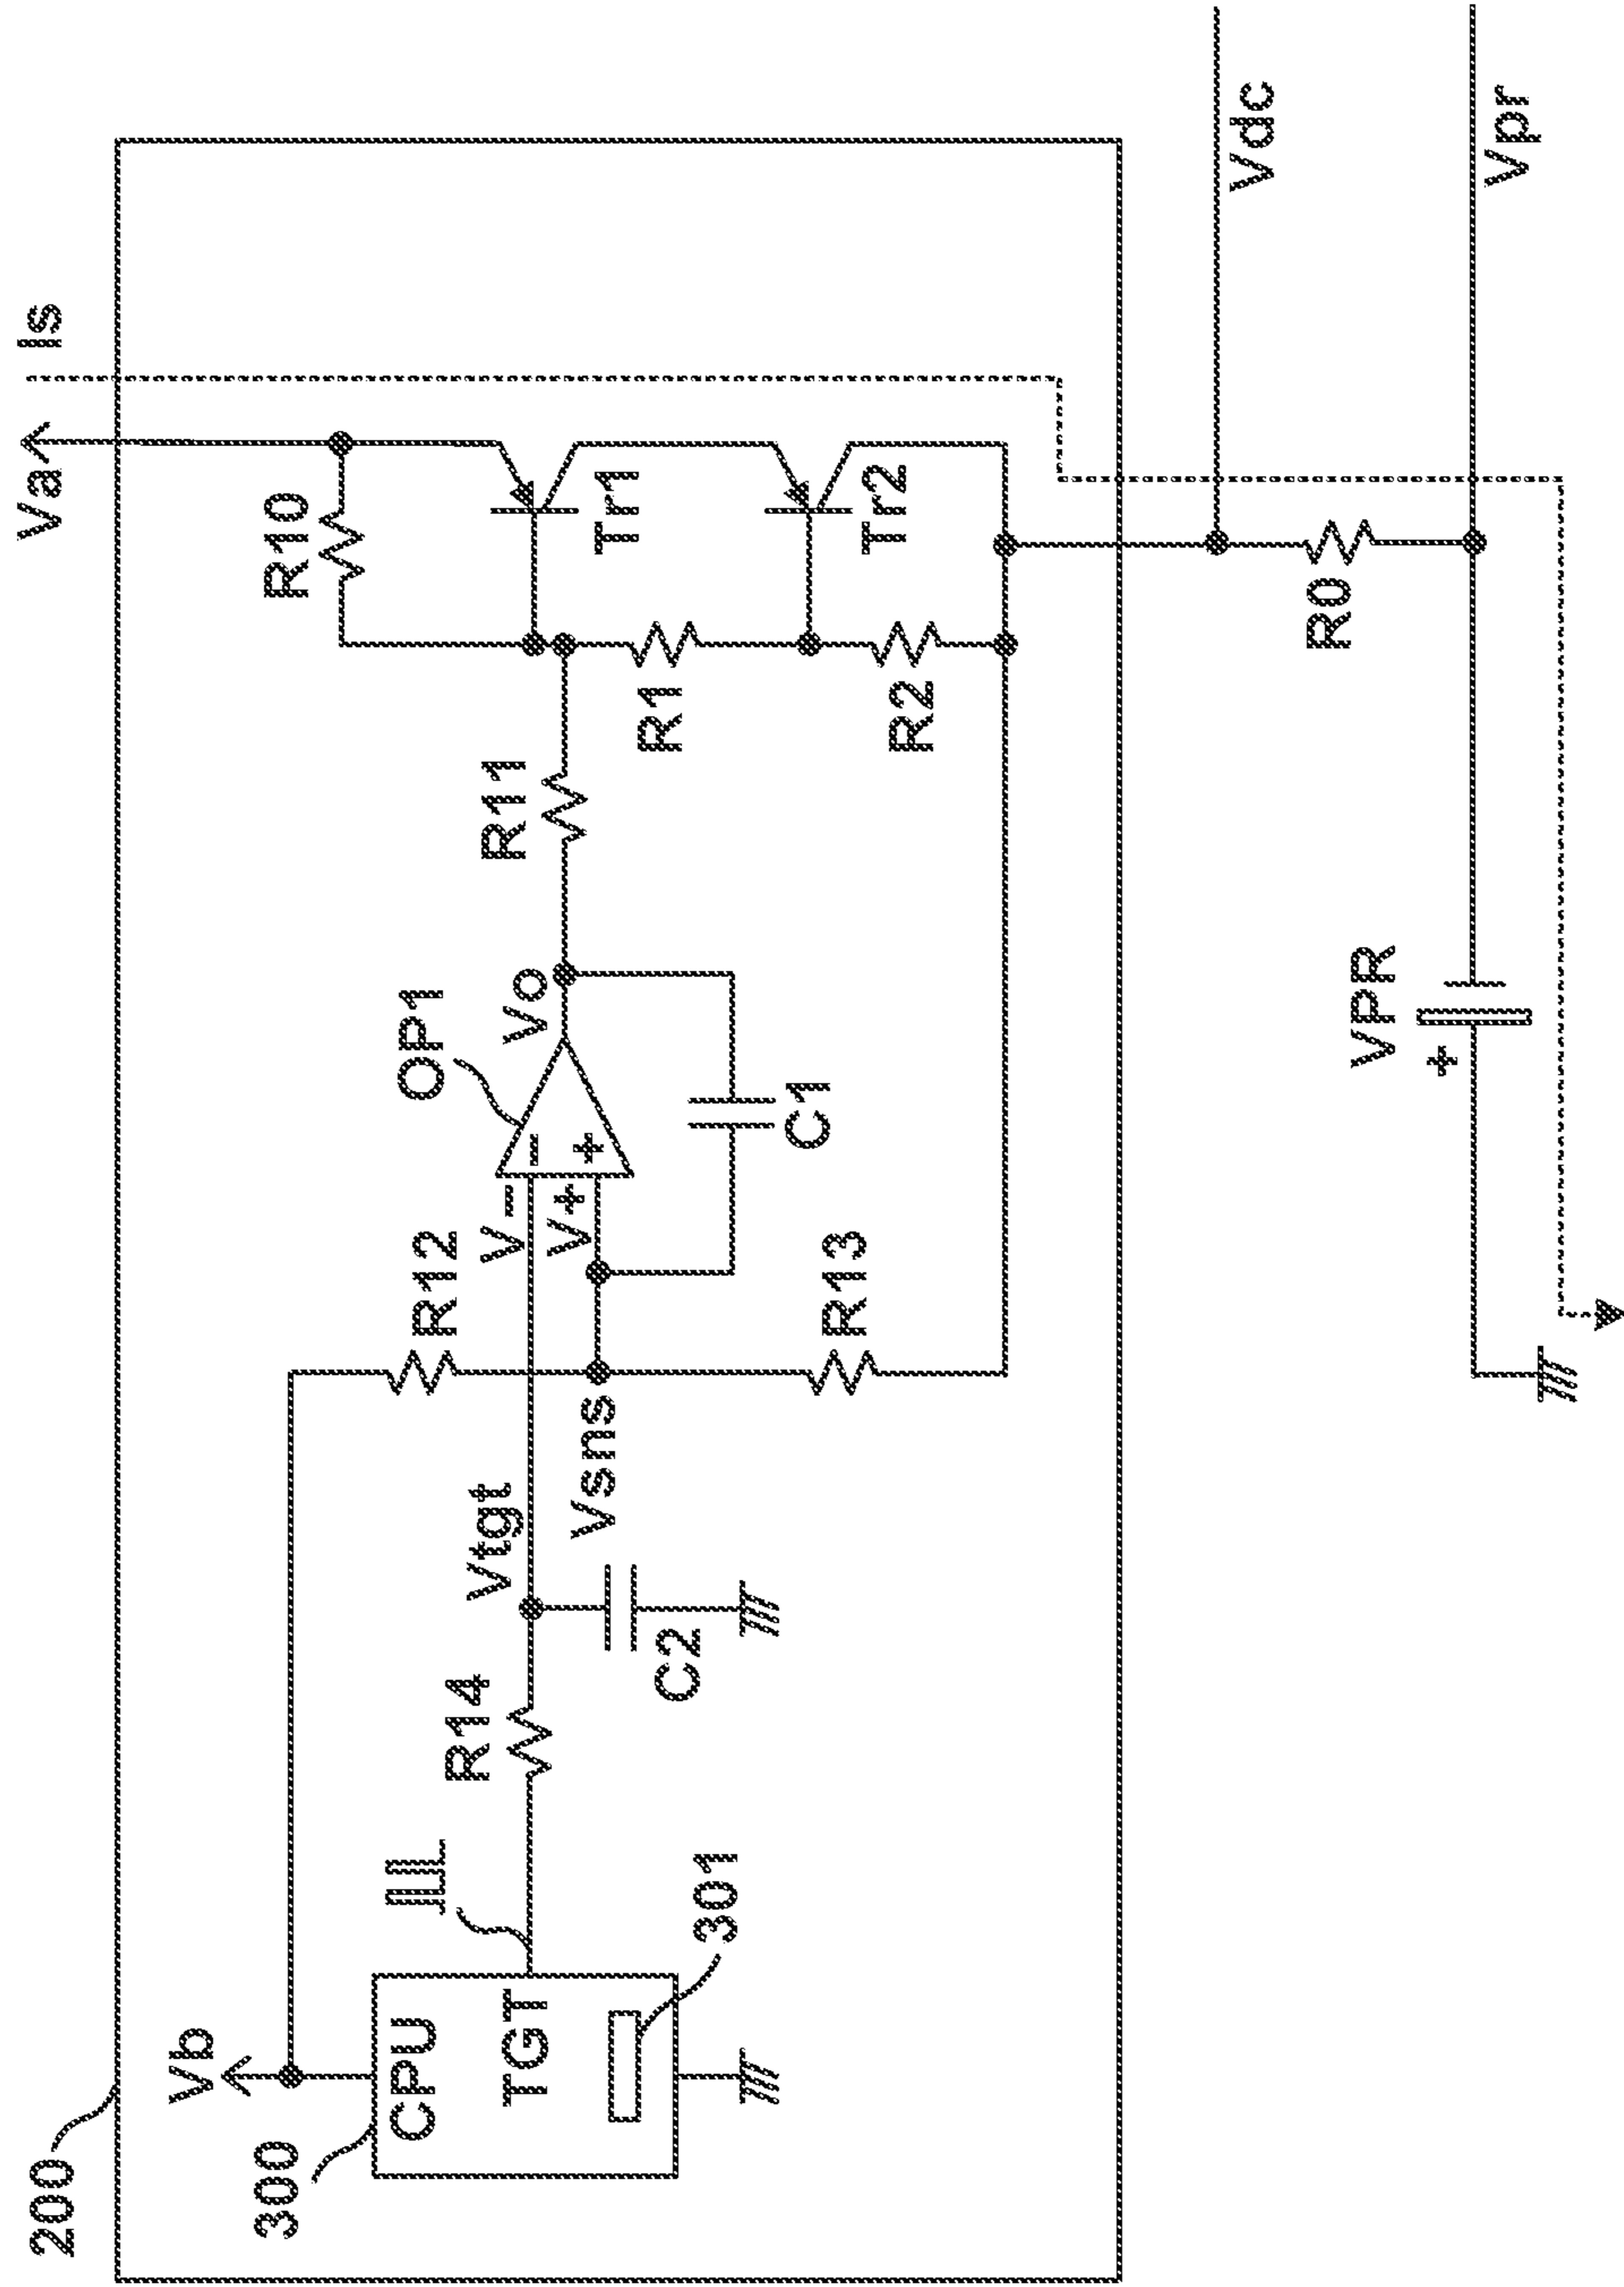 200
Va
Is
Vb
300
CPU
TGT
301
R14
Vtgt
C2
Vsns
R12
R13
V−
V+
−
+
OP1
Vo
C1
R11
R10
R1
R2
Tr1
Tr2
Vdc
R0
VPR
+
Vpr